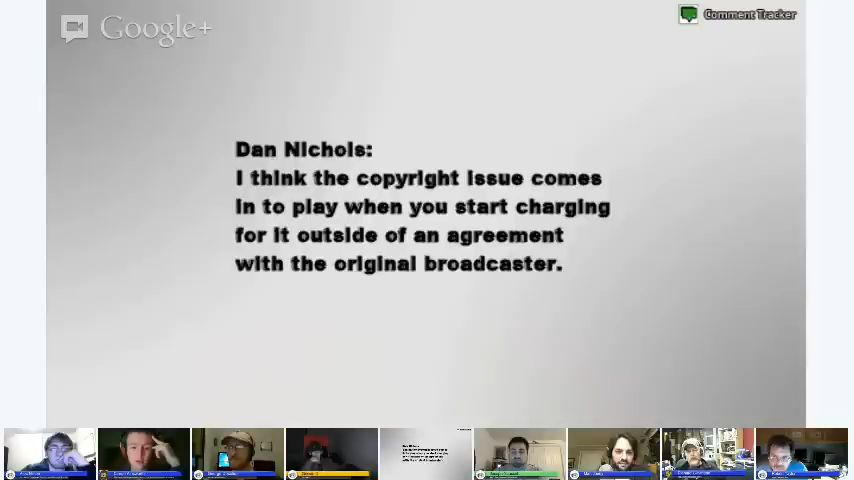 Google+
Comment Tracker
Dan Nichols:
I think the copyright issue comes
in to play when you start charging
for it outside of an agreement
with the original broadcaster.